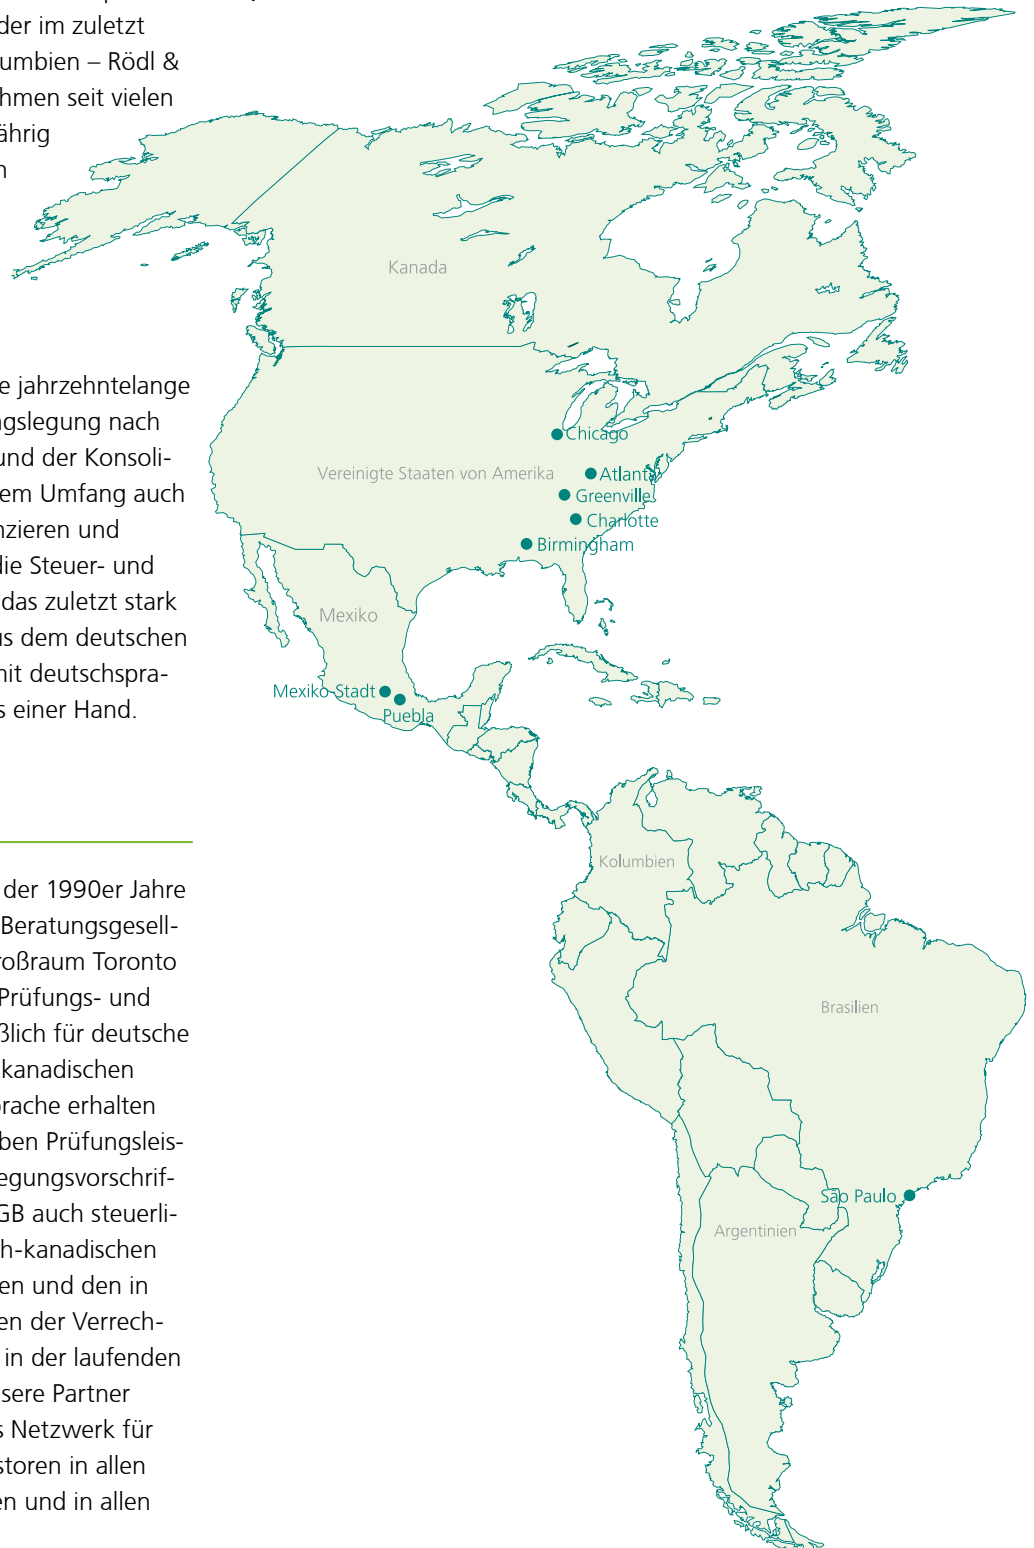 der im zuletzt
umbien – Rödl &
hmen seit vielen
ährig
n
e jahrzehntelange
ngslegung nach
und der Konsoli-
em Umfang auch
nzieren und
die Steuer- und
das zuletzt stark
us dem deutschen
mit deutschspra-
s einer Hand.
der 1990er Jahre
Beratungsgesell-
roßraum Toronto
Prüfungs- und
ßlich für deutsche
kanadischen
prache erhalten
ben Prüfungsleis-
egungsvorschrif-
GB auch steuerli-
ch-kanadischen
en und den in
en der Verrech-
in der laufenden
sere Partner
s Netzwerk für
storen in allen
en und in allen
Kanada
Chicago
Vereinigte Staaten von Amerika
Atlanta
Greenville
Charlotte
Birmingham
Mexiko
Mexiko-Stadt
Puebla
Kolumbien
Brasilien
São Paulo
Argentinien